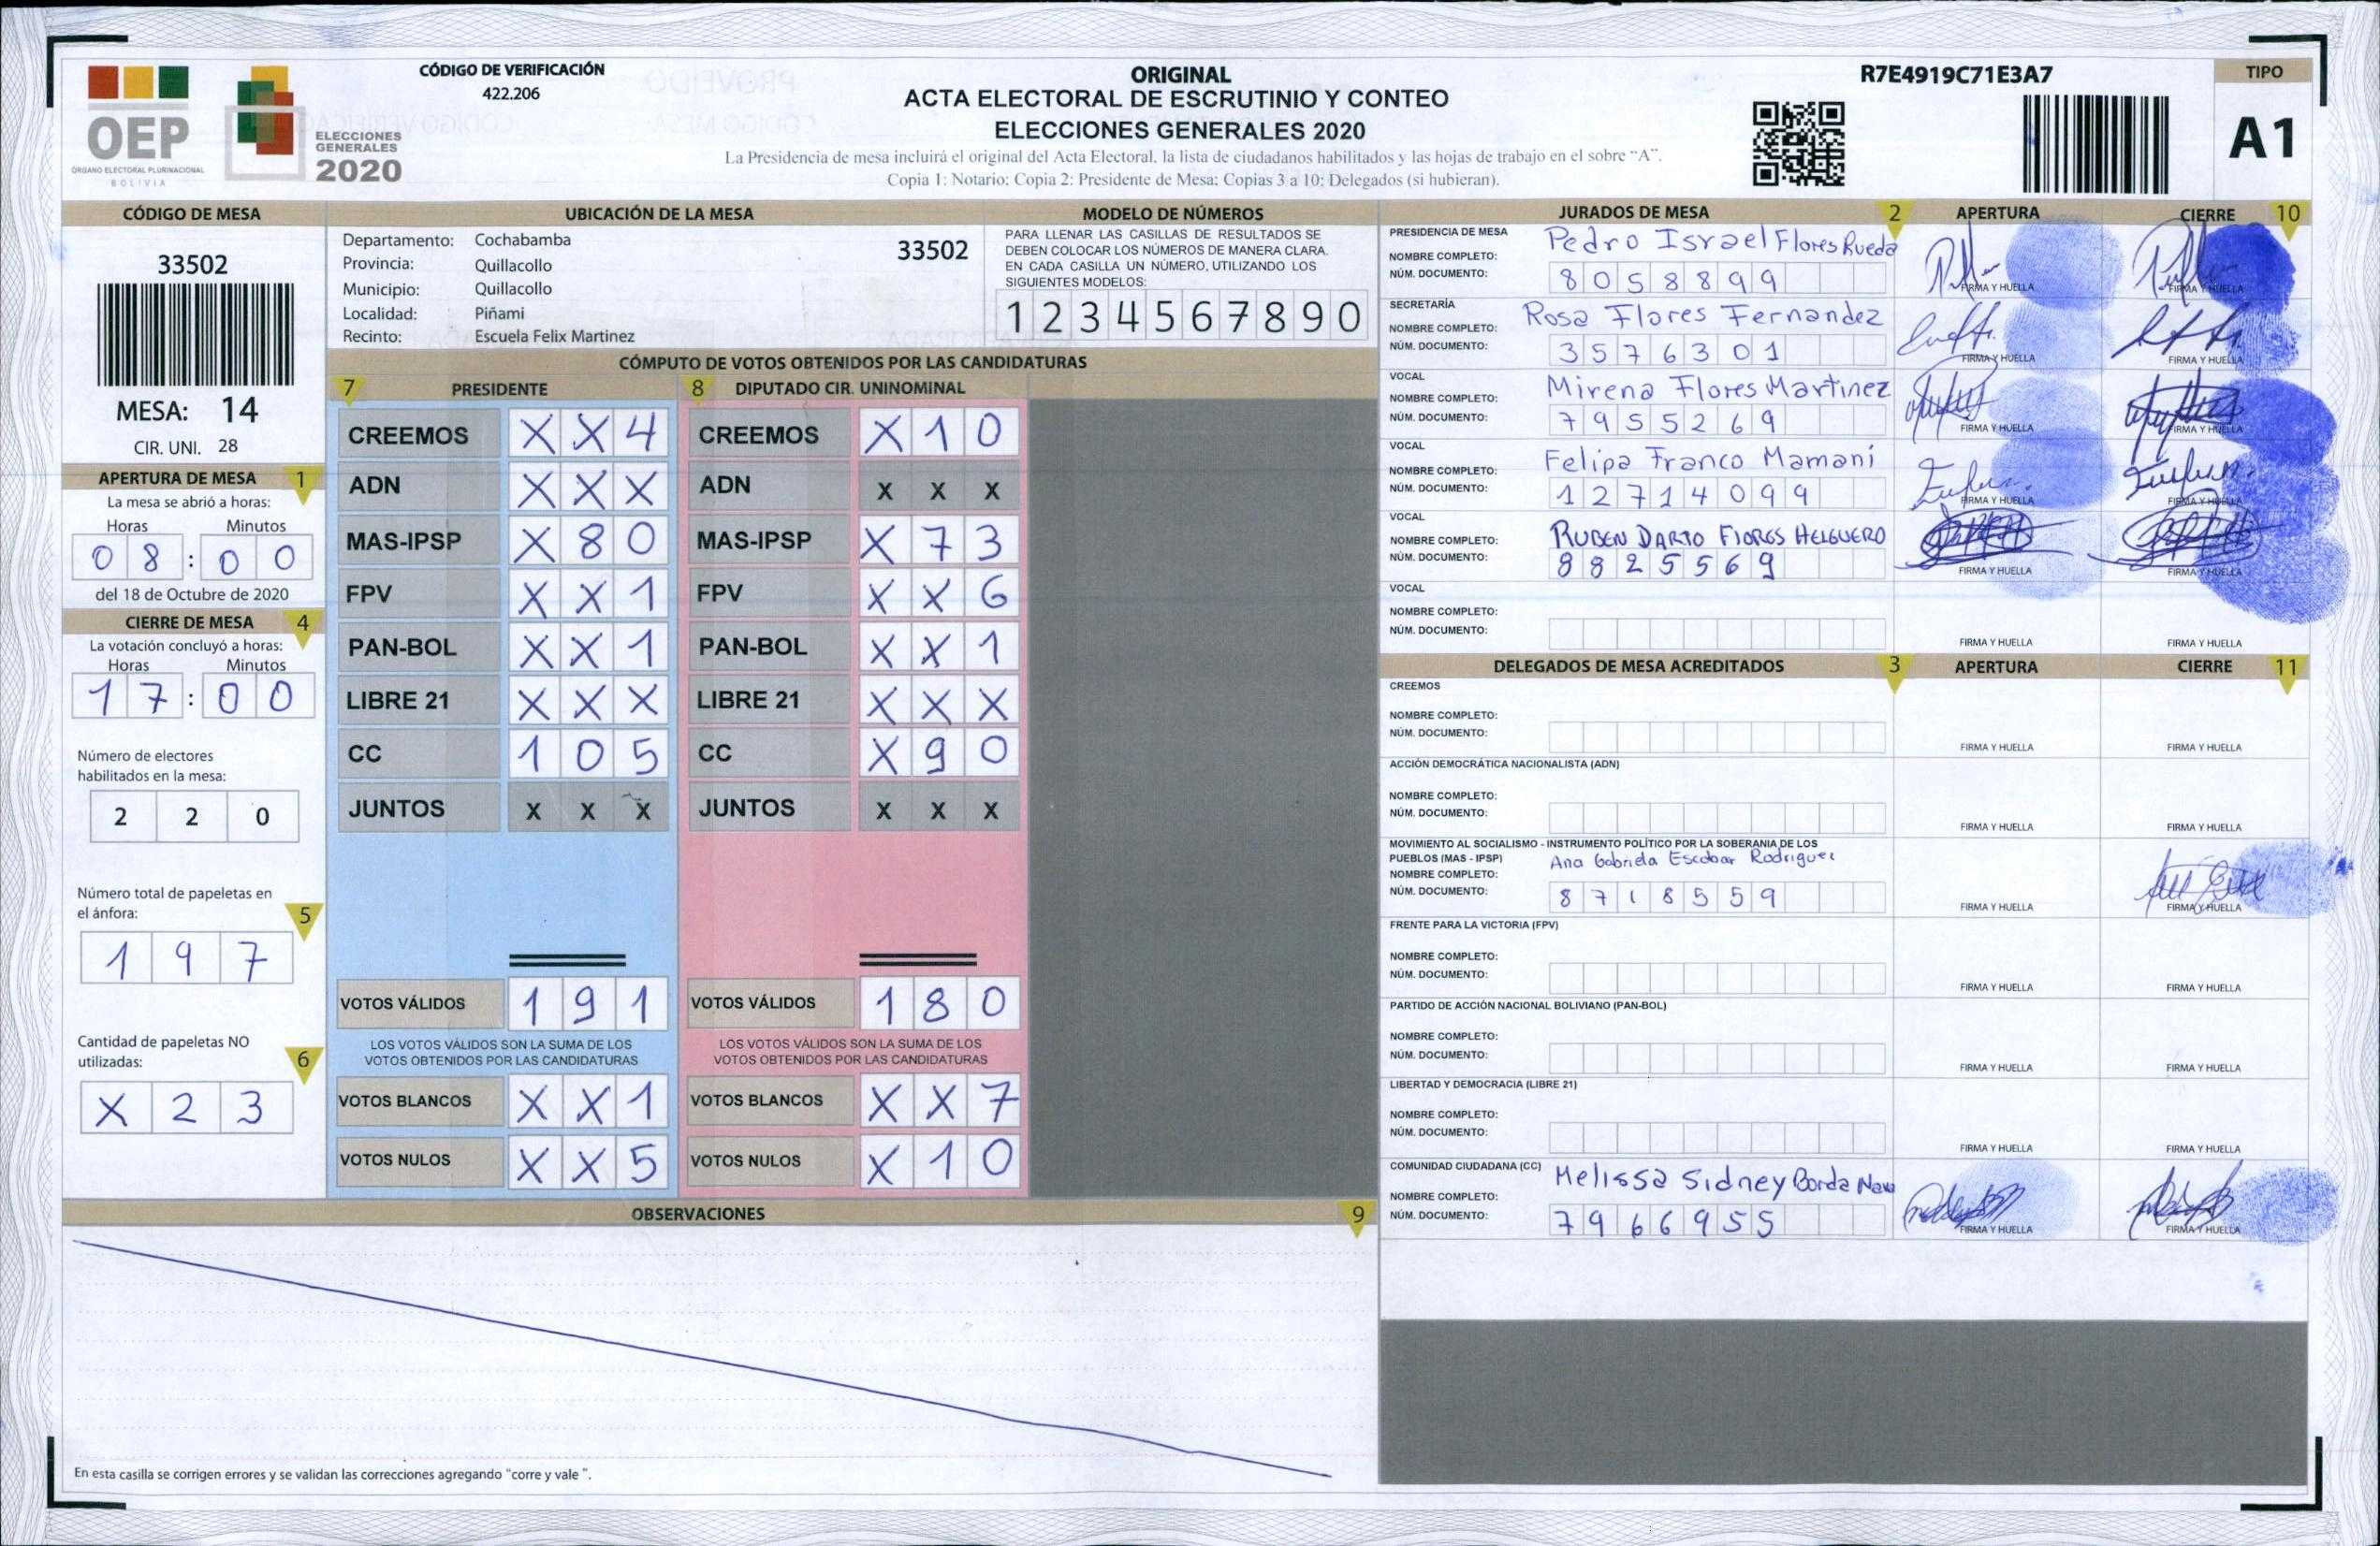 OEP
ÓRGANO ELECTORAL PLURINACIONAL
BOLIVIA
ELECCIONES
GENERALES
2020
CÓDIGO DE VERIFICACIÓN
422.206
ORIGINAL
ACTA ELECTORAL DE ESCRUTINIO Y CONTEO
ELECCIONES GENERALES 2020
La Presidencia de mesa incluirá el original del Acta Electoral, la lista de ciudadanos habilitados y las hojas de trabajo en el sobre "A".
Copia 1: Notario; Copia 2: Presidente de Mesa; Copias 3 a 10: Delegados (si hubieran).
R7E4919C71E3A7
TIPO
A1
CÓDIGO DE MESA
33502
MESA: 14
CIR. UNI. 28
APERTURA DE MESA 1
La mesa se abrió a horas:
Horas Minutos
0 8 : 0 0
del 18 de Octubre de 2020
CIERRE DE MESA 4
La votación concluyó a horas:
Horas Minutos
1 7 : 0 0
Número de electores
habilitados en la mesa:
2 2 0
Número total de papeletas en
el ánfora: 5
1 9 7
Cantidad de papeletas NO
utilizadas: 6
X 2 3
UBICACIÓN DE LA MESA
Departamento: Cochabamba
Provincia: Quillacollo
Municipio: Quillacollo
Localidad: Piñami
Recinto: Escuela Felix Martinez
33502
MODELO DE NÚMEROS
PARA LLENAR LAS CASILLAS DE RESULTADOS SE
DEBEN COLOCAR LOS NÚMEROS DE MANERA CLARA.
EN CADA CASILLA UN NÚMERO, UTILIZANDO LOS
SIGUIENTES MODELOS:
1 2 3 4 5 6 7 8 9 0
CÓMPUTO DE VOTOS OBTENIDOS POR LAS CANDIDATURAS
7 PRESIDENTE 8 DIPUTADO CIR. UNINOMINAL
CREEMOS X X 4 CREEMOS X 1 0
ADN X X X ADN X X X
MAS-IPSP X 8 0 MAS-IPSP X 7 3
FPV X X 1 FPV X X 6
PAN-BOL X X 1 PAN-BOL X X 1
LIBRE 21 X X X LIBRE 21 X X X
CC 1 0 5 CC X 9 0
JUNTOS X X X JUNTOS X X X
VOTOS VÁLIDOS 1 9 1 VOTOS VÁLIDOS 1 8 0
LOS VOTOS VÁLIDOS SON LA SUMA DE LOS LOS VOTOS VÁLIDOS SON LA SUMA DE LOS
VOTOS OBTENIDOS POR LAS CANDIDATURAS VOTOS OBTENIDOS POR LAS CANDIDATURAS
VOTOS BLANCOS X X 1 VOTOS BLANCOS X X 7
VOTOS NULOS X X 5 VOTOS NULOS X 1 0
OBSERVACIONES 9
En esta casilla se corrigen errores y se validan las correcciones agregando "corre y vale".
JURADOS DE MESA 2 APERTURA CIERRE 10
PRESIDENCIA DE MESA
NOMBRE COMPLETO: Pedro Israel Flores Rueda
NÚM. DOCUMENTO: 8 0 5 8 8 9 9
FIRMA Y HUELLA FIRMA Y HUELLA
SECRETARÍA
NOMBRE COMPLETO: Rosa Flores Fernandez
NÚM. DOCUMENTO: 3 5 7 6 3 0 1
FIRMA Y HUELLA FIRMA Y HUELLA
VOCAL
NOMBRE COMPLETO: Mirena Flores Martinez
NÚM. DOCUMENTO: 7 9 5 5 2 6 9
FIRMA Y HUELLA FIRMA Y HUELLA
VOCAL
NOMBRE COMPLETO: Felipa Franco Mamani
NÚM. DOCUMENTO: 1 2 7 1 4 0 9 9
FIRMA Y HUELLA FIRMA Y HUELLA
VOCAL
NOMBRE COMPLETO: RUBEN DARIO FLORES HELGUERO
NÚM. DOCUMENTO: 8 8 2 5 5 6 9
FIRMA Y HUELLA FIRMA Y HUELLA
VOCAL
NOMBRE COMPLETO:
NÚM. DOCUMENTO:
FIRMA Y HUELLA FIRMA Y HUELLA
DELEGADOS DE MESA ACREDITADOS 3 APERTURA CIERRE 11
CREEMOS
NOMBRE COMPLETO:
NÚM. DOCUMENTO:
FIRMA Y HUELLA FIRMA Y HUELLA
ACCIÓN DEMOCRÁTICA NACIONALISTA (ADN)
NOMBRE COMPLETO:
NÚM. DOCUMENTO:
FIRMA Y HUELLA FIRMA Y HUELLA
MOVIMIENTO AL SOCIALISMO - INSTRUMENTO POLÍTICO POR LA SOBERANIA DE LOS
PUEBLOS (MAS - IPSP) Ana Gabriela Escobar Rodriguez
NOMBRE COMPLETO:
NÚM. DOCUMENTO: 8 7 1 8 5 5 9
FIRMA Y HUELLA FIRMA Y HUELLA
FRENTE PARA LA VICTORIA (FPV)
NOMBRE COMPLETO:
NÚM. DOCUMENTO:
FIRMA Y HUELLA FIRMA Y HUELLA
PARTIDO DE ACCIÓN NACIONAL BOLIVIANO (PAN-BOL)
NOMBRE COMPLETO:
NÚM. DOCUMENTO:
FIRMA Y HUELLA FIRMA Y HUELLA
LIBERTAD Y DEMOCRACIA (LIBRE 21)
NOMBRE COMPLETO:
NÚM. DOCUMENTO:
FIRMA Y HUELLA FIRMA Y HUELLA
COMUNIDAD CIUDADANA (CC) Melissa Sidney Borda
NOMBRE COMPLETO:
NÚM. DOCUMENTO: 7 9 6 6 9 5 5
FIRMA Y HUELLA FIRMA Y HUELLA